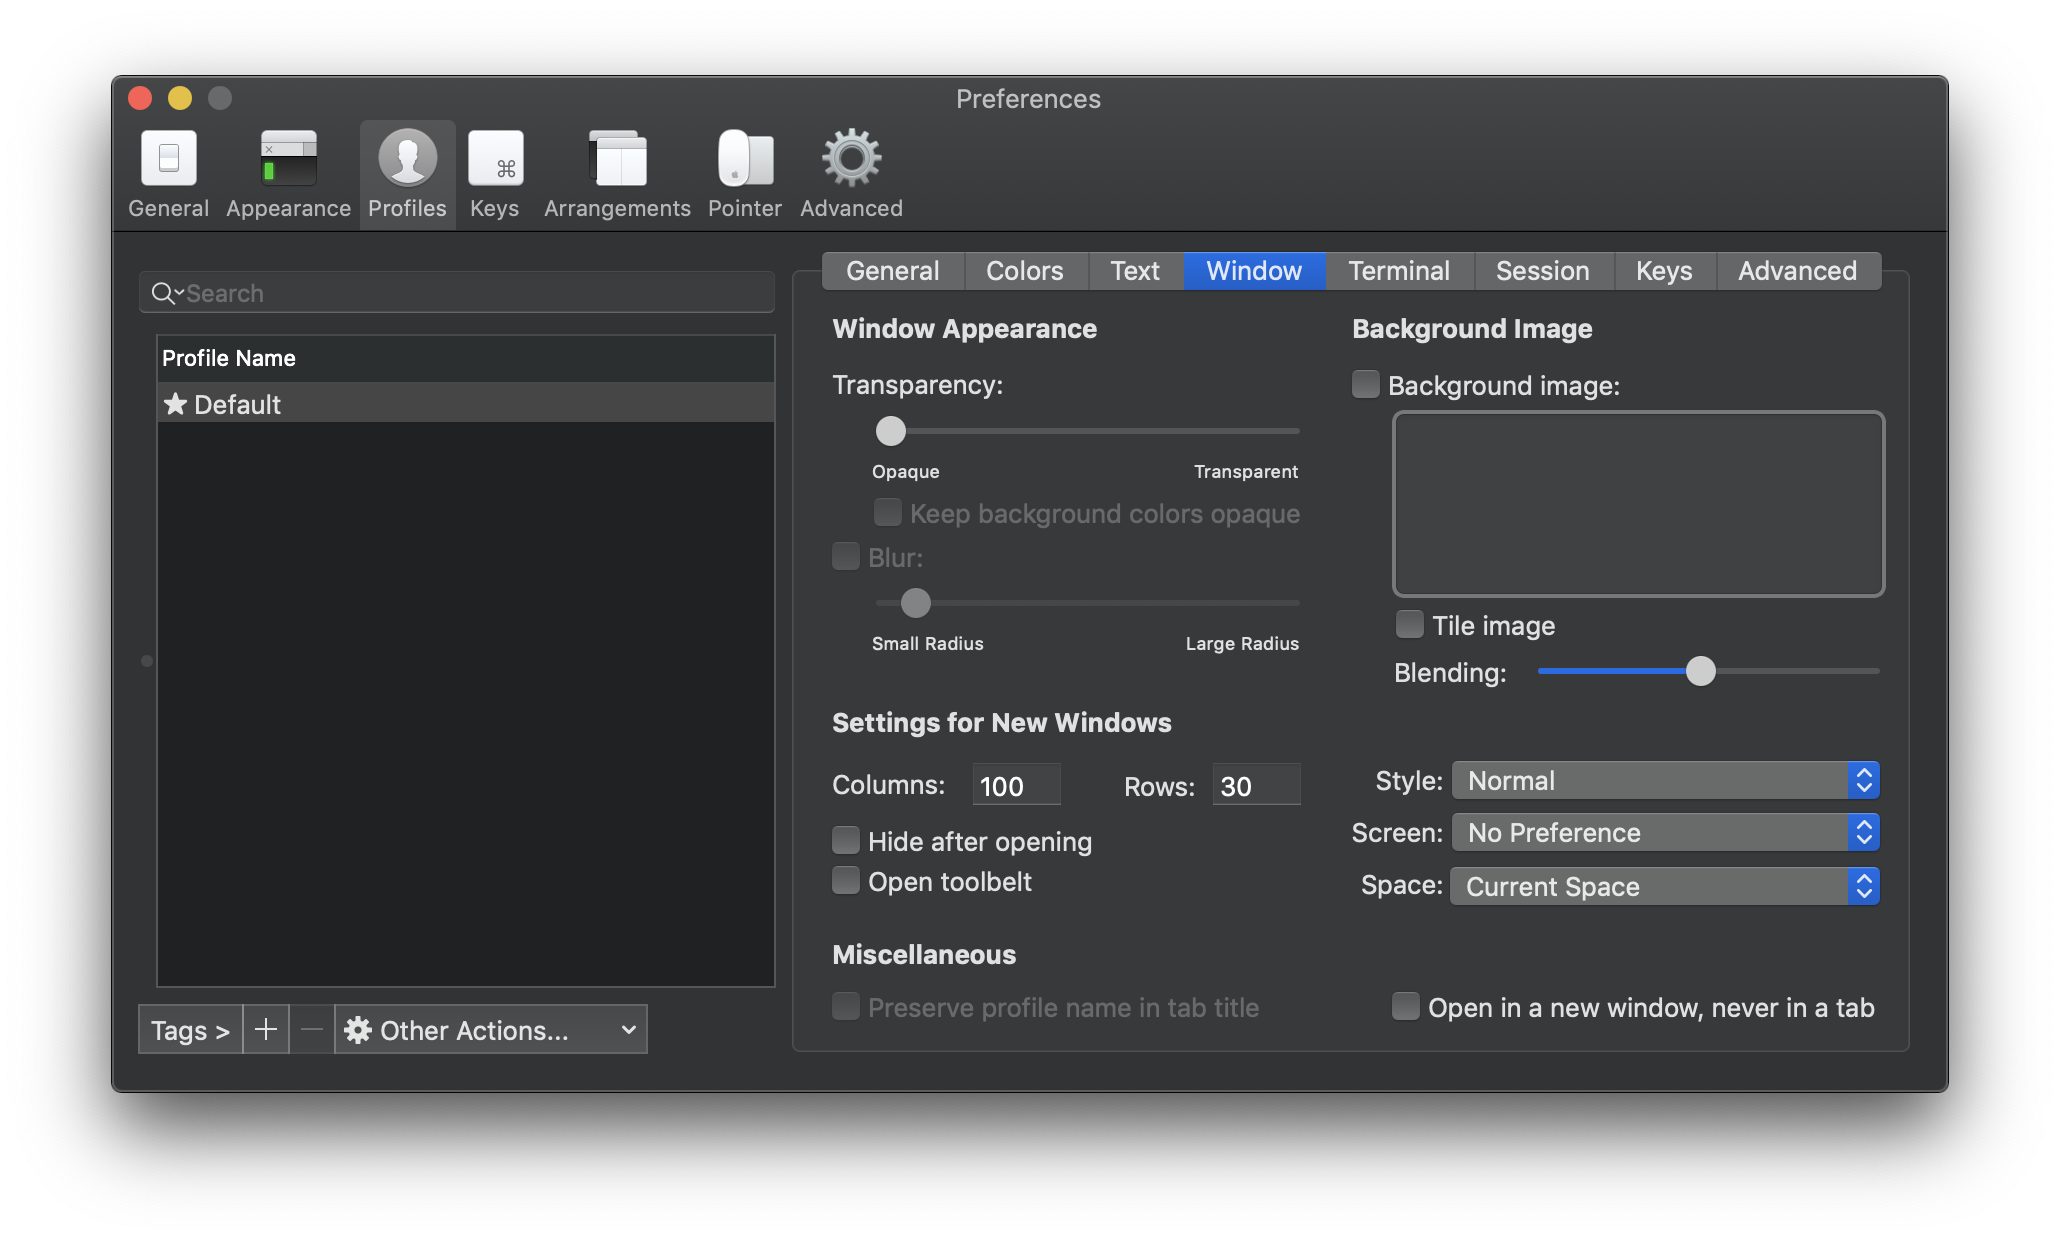 Preferences
General Appearance Profiles Keys Arrangements Pointer Advanced
Search
Profile Name
Default
Tags >
Other Actions...
General Colors Text Window Terminal Session Keys Advanced
Window Appearance
Transparency:
Opaque Transparent
Keep background colors opaque
Blur:
Small Radius Large Radius
Background Image
Background image:
Tile image
Blending:
Settings for New Windows
Columns: 100 Rows: 30
Hide after opening
Open toolbelt
Style: Normal
Screen: No Preference
Space: Current Space
Miscellaneous
Preserve profile name in tab title
Open in a new window, never in a tab